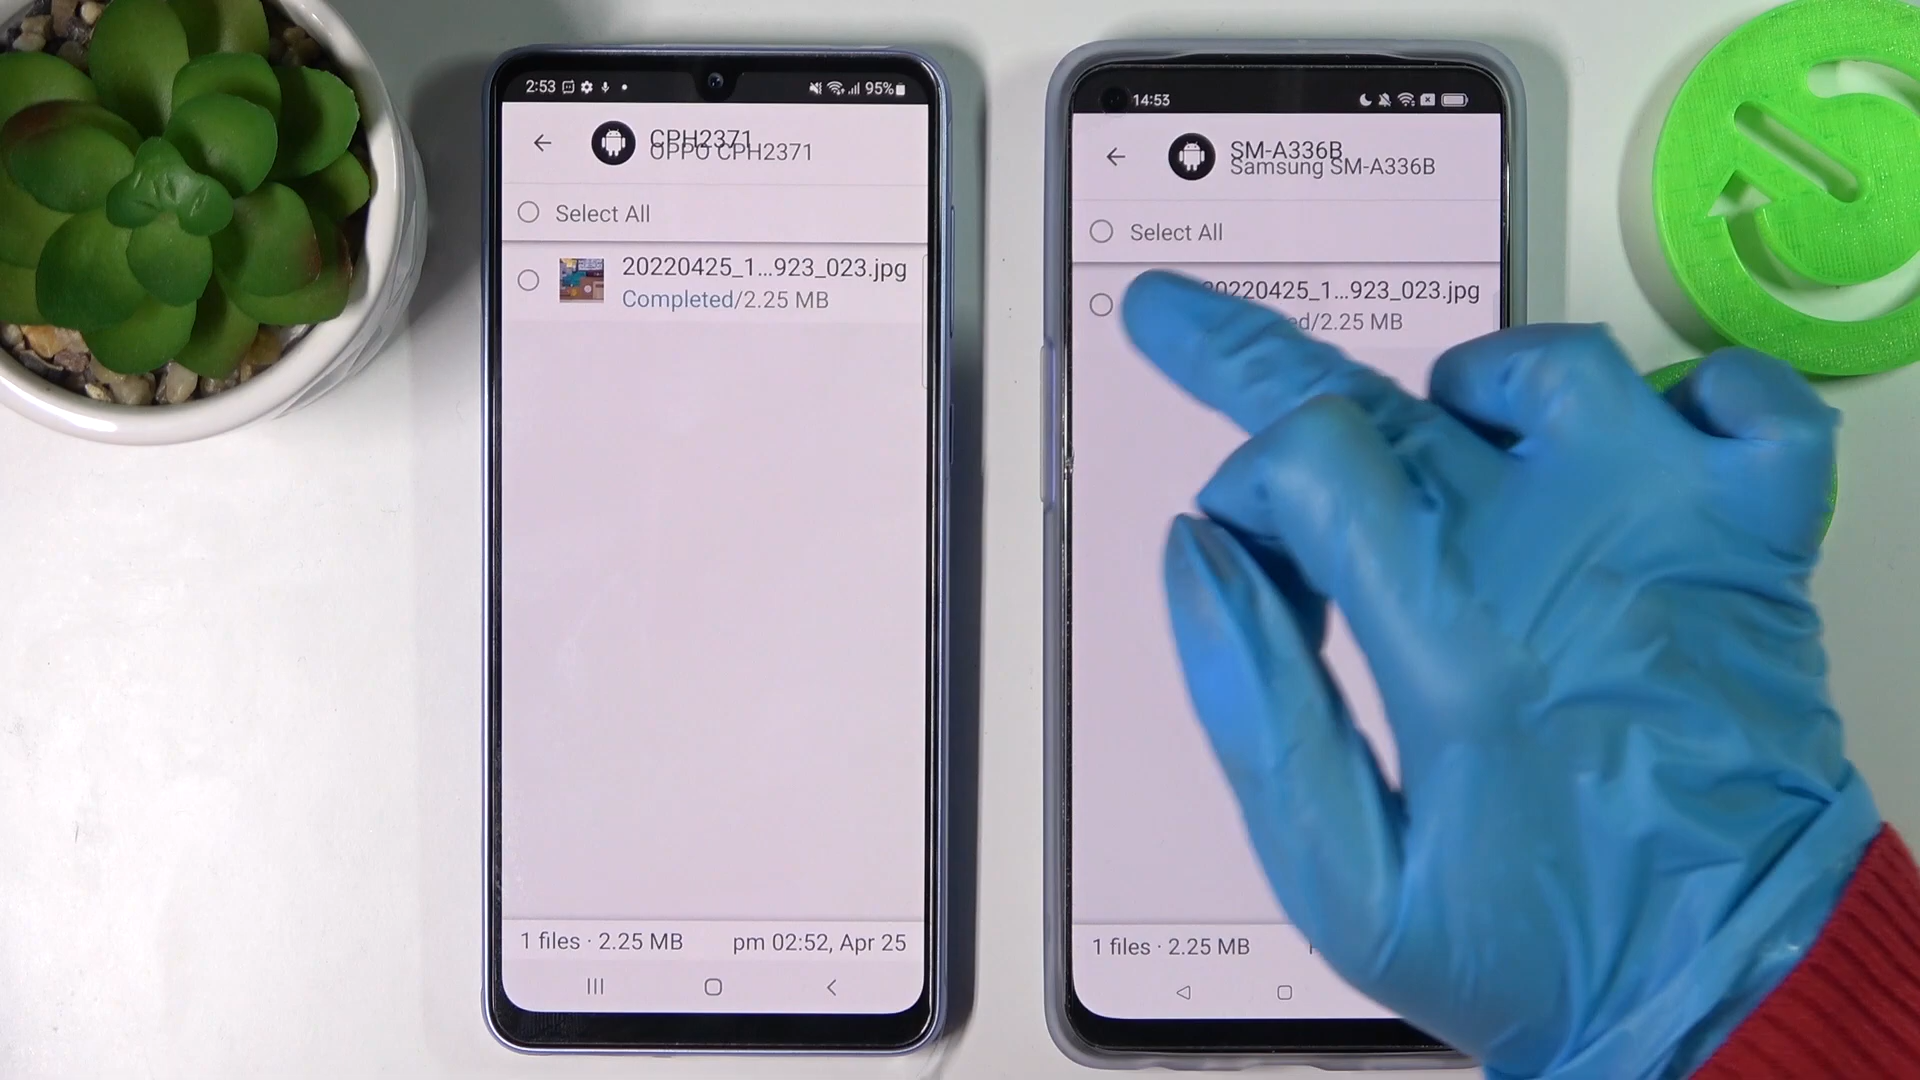 2:53
95%
CPH2371
OPPO CPH2371
Select All
20220425_1...923_023.jpg
Completed/2.25 MB
1 files · 2.25 MB
pm 02:52, Apr 25
14:53
SM-A336B
Samsung SM-A336B
Select All
20220425_1...923_023.jpg
/2.25 MB
1 files · 2.25 MB